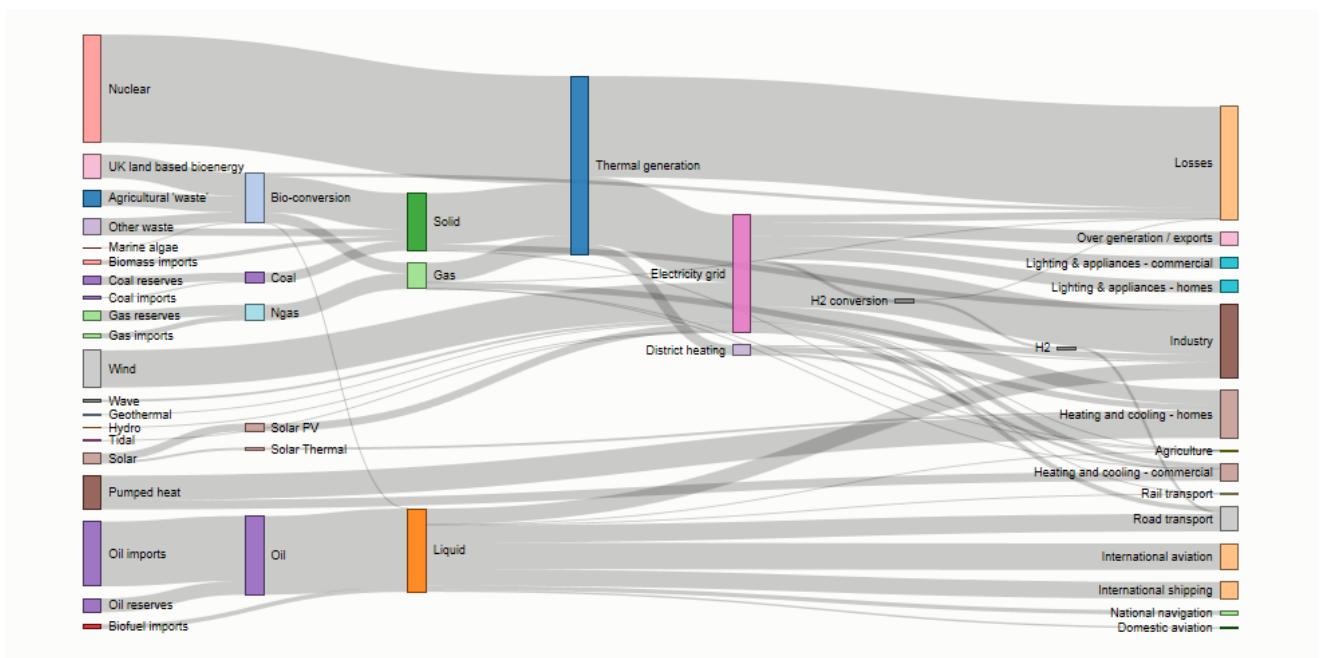 Nuclear
UK land based bioenergy
Agricultural 'waste'
Other waste
Marine algae
Biomass imports
Coal reserves
Coal imports
Gas reserves
Gas imports
Wind
Wave
Geothermal
Hydro
Tidal
Solar
Pumped heat
Oil imports
Oil reserves
Biofuel imports
Bio-conversion
Coal
Ngas
Solar PV
Solar Thermal
Oil
Solid
Gas
Liquid
Thermal generation
Electricity grid
District heating
H2 conversion
H2
Losses
Over generation / exports
Lighting & appliances - commercial
Lighting & appliances - homes
Industry
Heating and cooling - homes
Agriculture
Heating and cooling - commercial
Rail transport
Road transport
International aviation
International shipping
National navigation
Domestic aviation